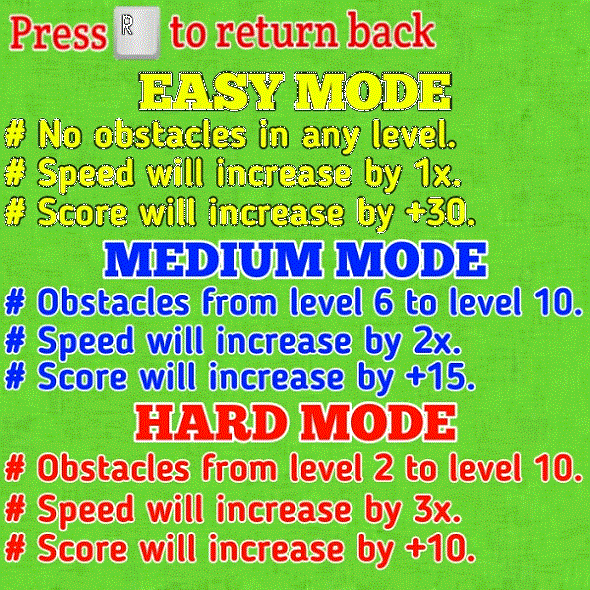 Press R to return back
EASY MODE
# No obstacles in any level.
# Speed will increase by 1x.
# Score will increase by +30.
MEDIUM MODE
# Obstacles from level 6 to level 10.
# Speed will increase by 2x.
# Score will increase by +15.
HARD MODE
# Obstacles from level 2 to level 10.
# Speed will increase by 3x.
# Score will increase by +10.